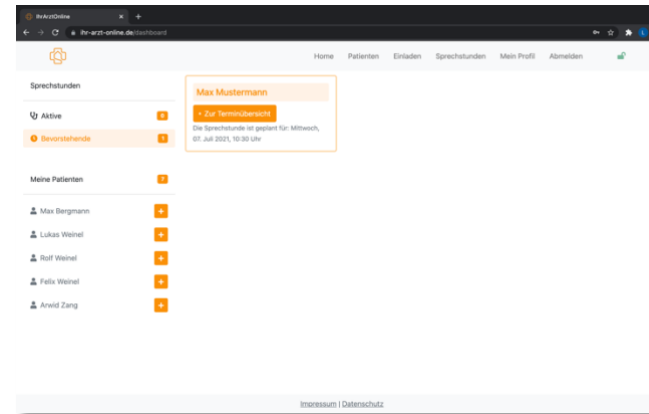 IhrArztOnline
ihr-arzt-online.de/dashboard
Home Patienten Einladen Sprechstunden Mein Profil Abmelden
Sprechstunden
Aktive
Bevorstehende 1
Meine Patienten 7
Max Bergmann +
Lukas Weinel +
Rolf Weinel +
Felix Weinel +
Arwid Zang +
Max Mustermann
Zur Terminübersicht
Die Sprechstunde ist geplant für: Mittwoch,
07. Juli 2021, 10:30 Uhr
Impressum | Datenschutz